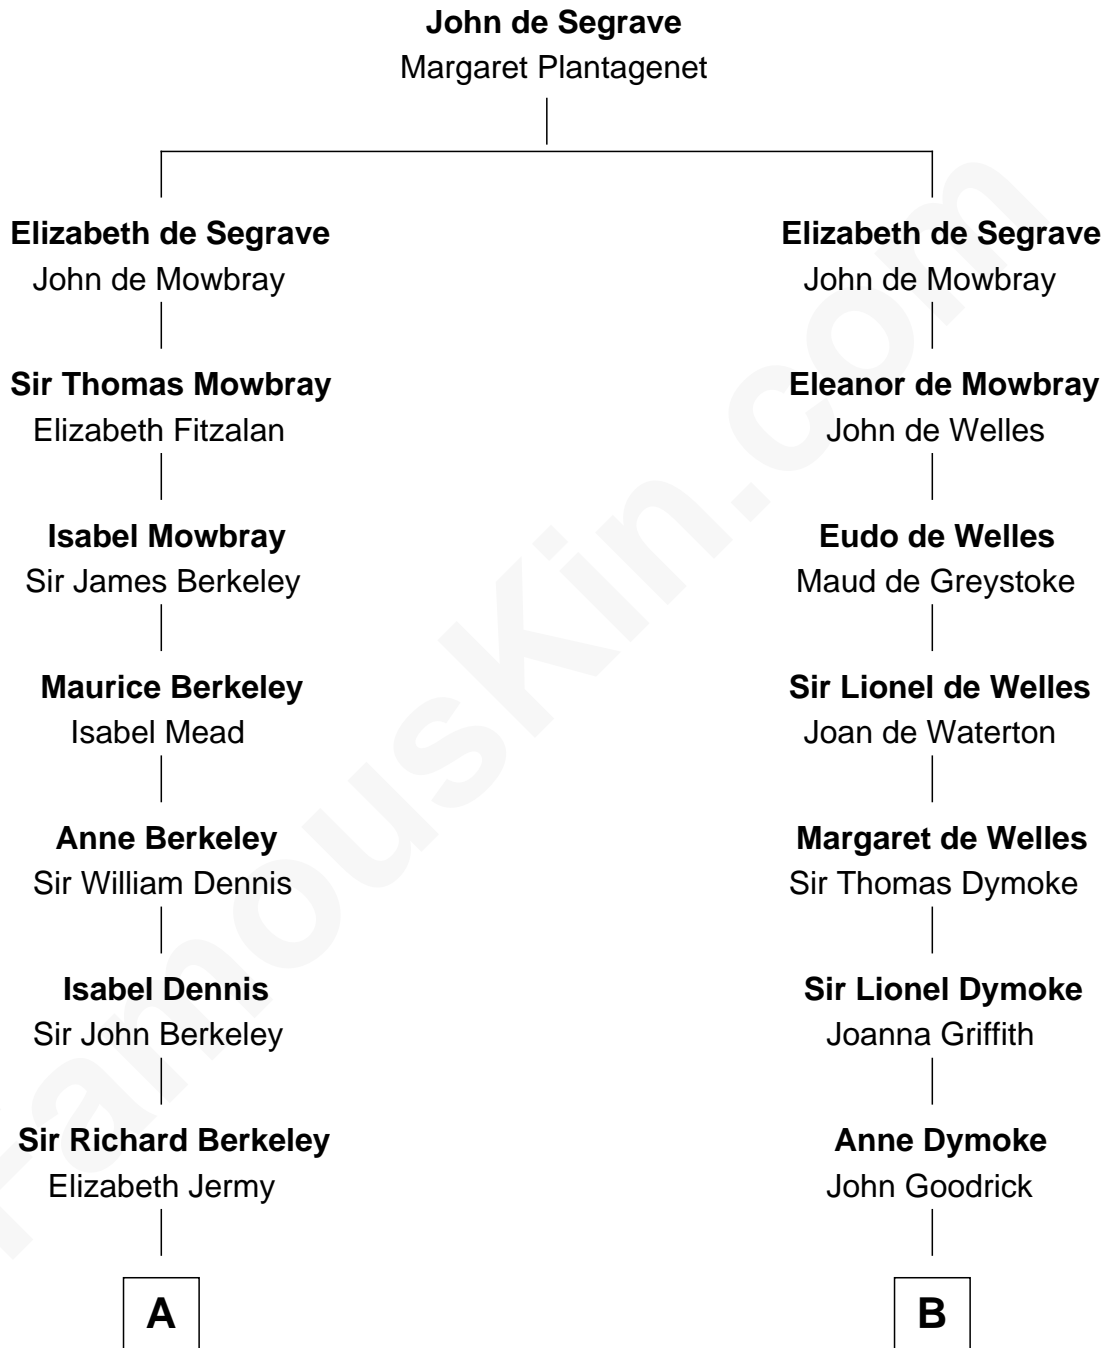 John de Segrave
Margaret Plantagenet
Elizabeth de Segrave
John de Mowbray
Elizabeth de Segrave
John de Mowbray
Sir Thomas Mowbray
Elizabeth Fitzalan
Eleanor de Mowbray
John de Welles
Isabel Mowbray
Sir James Berkeley
Eudo de Welles
Maud de Greystoke
Maurice Berkeley
Isabel Mead
Sir Lionel de Welles
Joan de Waterton
Anne Berkeley
Sir William Dennis
Margaret de Welles
Sir Thomas Dymoke
Isabel Dennis
Sir John Berkeley
Sir Lionel Dymoke
Joanna Griffith
Sir Richard Berkeley
Elizabeth Jermy
Anne Dymoke
John Goodrick
A
B
FamousKin.com